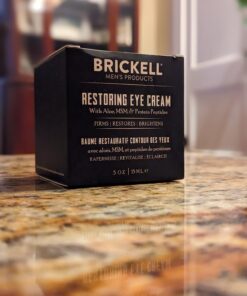 BRICKELL
MEN'S PRODUCTS
RESTORING EYE CREAM
With Aloe, MSM & Protein Peptides
FIRMS | RESTORES | BRIGHTENS
BAUME RESTAURATIF CONTOUR DES YEUX
avec aloès, MSM, et peptides de protéines
RAFFERMISSE | REVITALISE | ÉCLAIRCIT
.5 OZ | 15 ML ℮